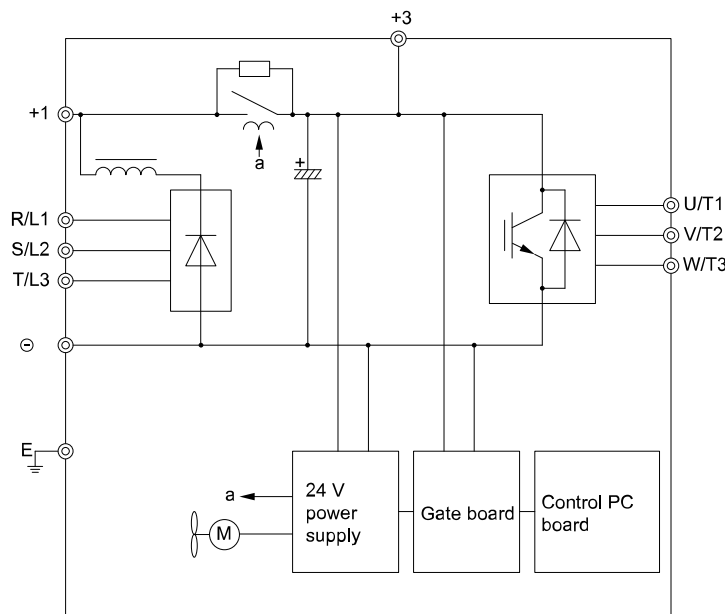 +3
+1
a
+
R/L1
S/L2
T/L3
U/T1
V/T2
W/T3
⊖
E
a
M
24 V
power
supply
Gate board
Control PC
board